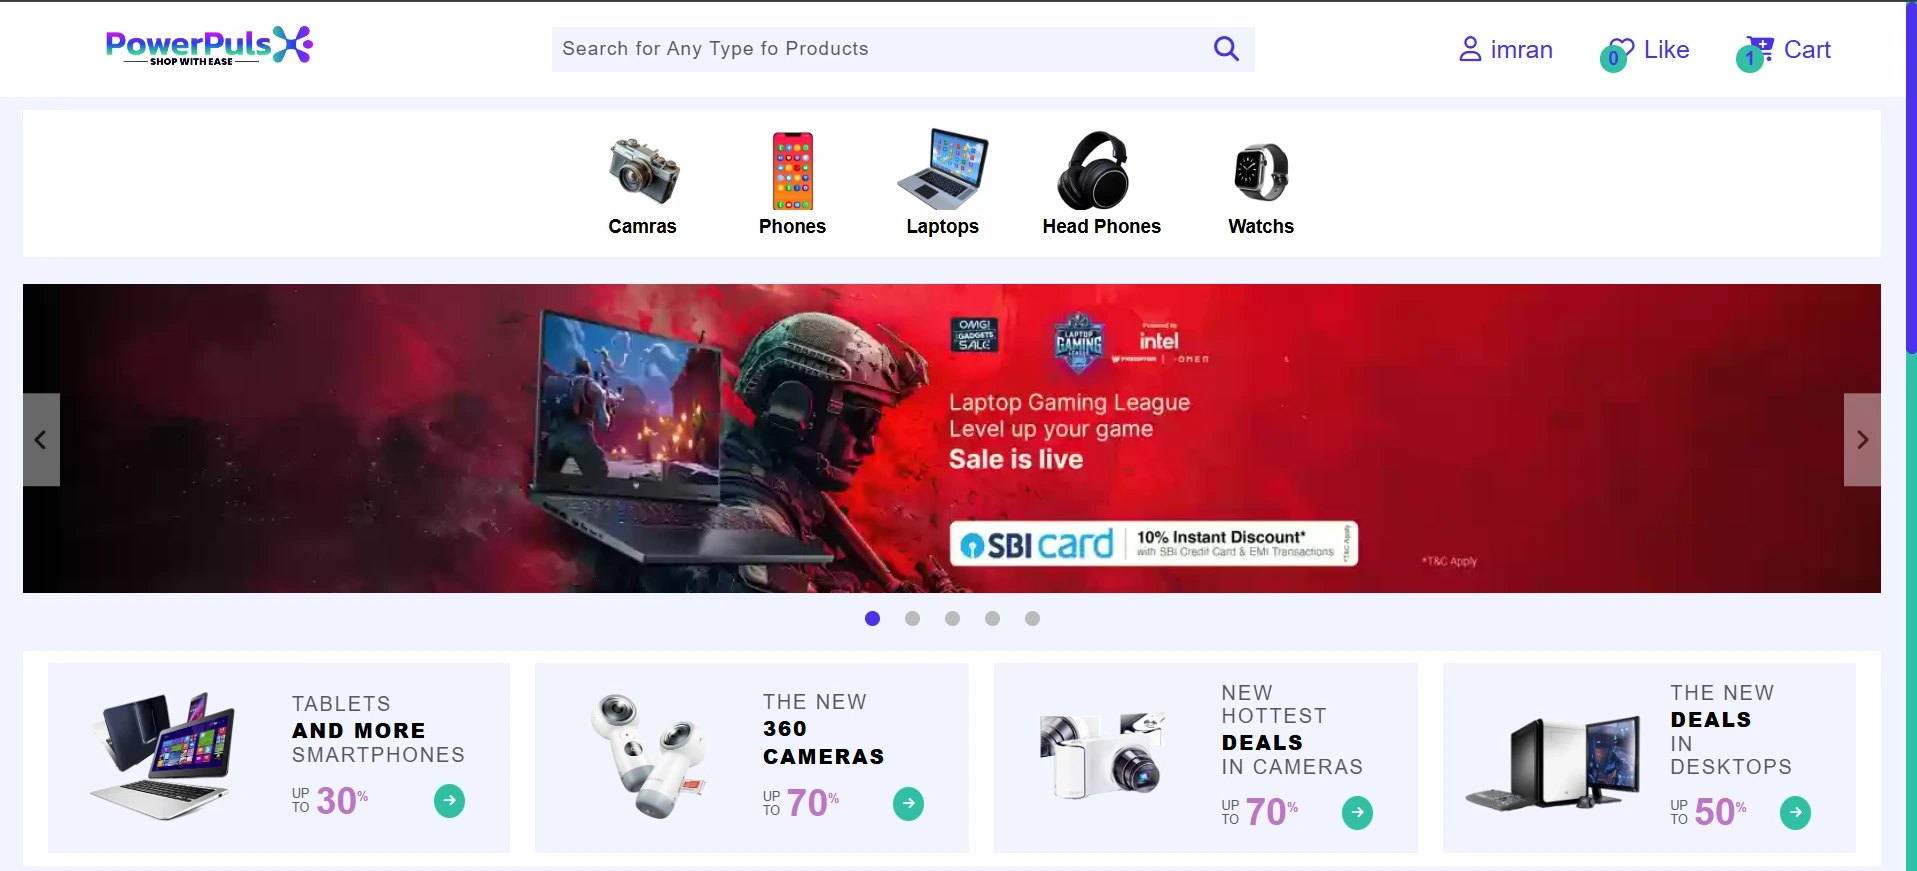 PowerPulsX
SHOP WITH EASE
Search for Any Type fo Products
imran
0
Like
1
Cart
Camras
Phones
Laptops
Head Phones
Watchs
OMG!
GADGETS
SALE
LAPTOP
GAMING
LEAGUE
Powered by
intel
PREDATOR | OMEN
Laptop Gaming League
Level up your game
Sale is live
SBI card
10% Instant Discount*
with SBI Credit Card & EMI Transactions
*T&C Apply
*T&C Apply
TABLETS
AND MORE
SMARTPHONES
UP
TO
30%
THE NEW
360
CAMERAS
UP
TO
70%
NEW
HOTTEST
DEALS
IN CAMERAS
UP
TO
70%
THE NEW
DEALS
IN
DESKTOPS
UP
TO
50%